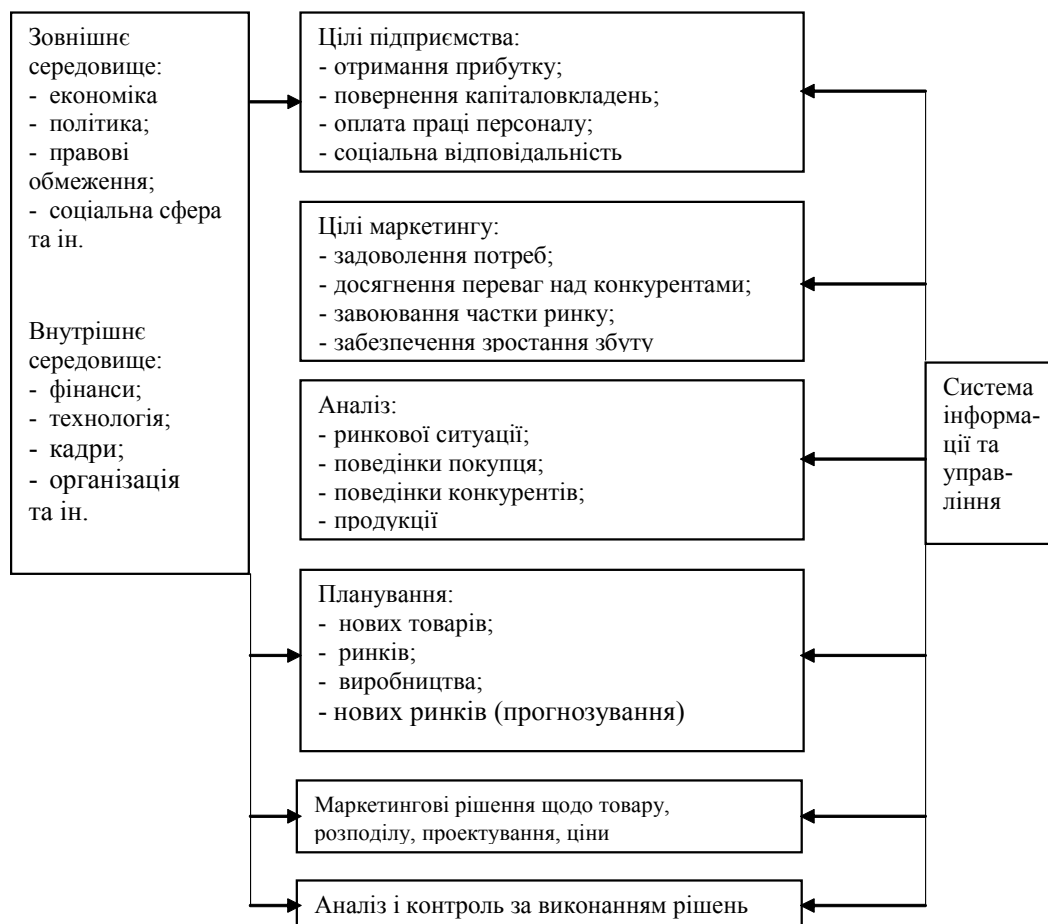 Зовнішнє
середовище:
- економіка
- політика;
- правові
обмеження;
- соціальна сфера
та ін.
Внутрішнє
середовище:
- фінанси;
- технологія;
- кадри;
- організація
та ін.
Цілі підприємства:
- отримання прибутку;
- повернення капіталовкладень;
- оплата праці персоналу;
- соціальна відповідальність
Цілі маркетингу:
- задоволення потреб;
- досягнення переваг над конкурентами;
- завоювання частки ринку;
- забезпечення зростання збуту
Аналіз:
- ринкової ситуації;
- поведінки покупця;
- поведінки конкурентів;
- продукції
Планування:
- нових товарів;
- ринків;
- виробництва;
- нових ринків (прогнозування)
Маркетингові рішення щодо товару,
розподілу, проектування, ціни
Аналіз і контроль за виконанням рішень
Система
інформа-
ції та
управ-
ління